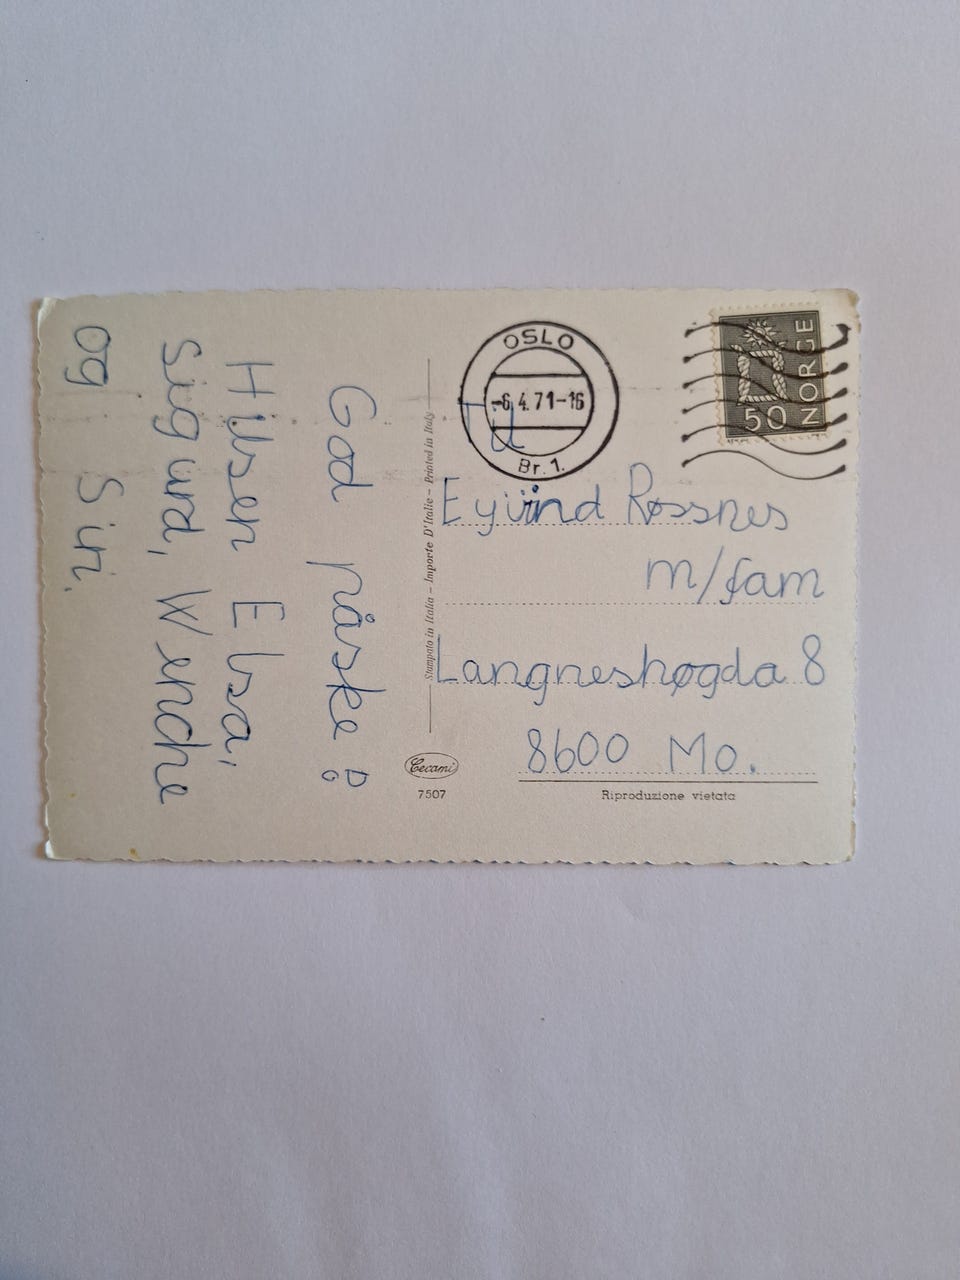 God påske!
Hilsen Elsa,
Sigurd, Wenche
og Siri.
Stampato in Italia – Importe D'Italie – Printed in Italy
Cecami
7507
OSLO
-6.4.71-16
Br. 1.
NORGE
50
Til
Eyvind Røssnes
m/fam
Langneshøgda 8
8600 Mo.
Riproduzione vietata